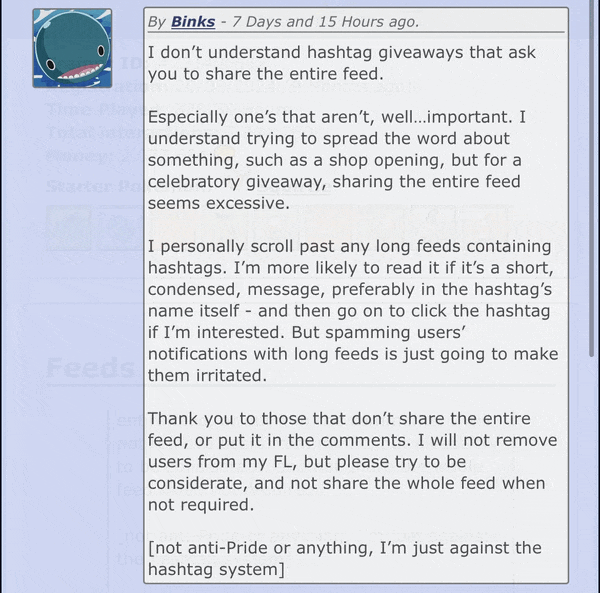 By Binks - 7 Days and 15 Hours ago.
I don’t understand hashtag giveaways that ask
you to share the entire feed.
Especially one’s that aren’t, well…important. I
understand trying to spread the word about
something, such as a shop opening, but for a
celebratory giveaway, sharing the entire feed
seems excessive.
I personally scroll past any long feeds containing
hashtags. I’m more likely to read it if it’s a short,
condensed, message, preferably in the hashtag’s
name itself - and then go on to click the hashtag
if I’m interested. But spamming users’
notifications with long feeds is just going to make
them irritated.
Thank you to those that don’t share the entire
feed, or put it in the comments. I will not remove
users from my FL, but please try to be
considerate, and not share the whole feed when
not required.
[not anti-Pride or anything, I’m just against the
hashtag system]
Starter
Feeds